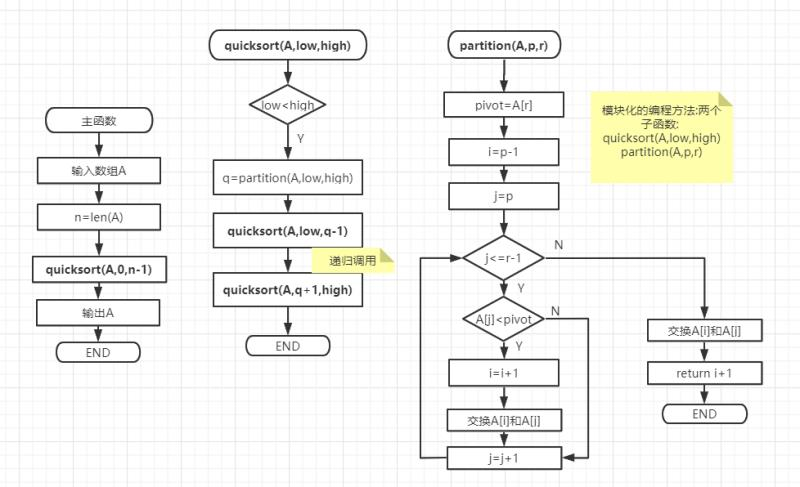 主函数
输入数组A
n=len(A)
quicksort(A,0,n-1)
输出A
END
quicksort(A,low,high)
low<high
Y
q=partition(A,low,high)
quicksort(A,low,q-1)
递归调用
quicksort(A,q+1,high)
END
partition(A,p,r)
pivot=A[r]
i=p-1
j=p
j<=r-1
N
Y
A[j]<pivot
N
Y
i=i+1
交换A[i]和A[j]
j=j+1
交换A[i]和A[j]
return i+1
END
模块化的编程方法:两个
子函数:
quicksort(A,low,high)
partition(A,p,r)